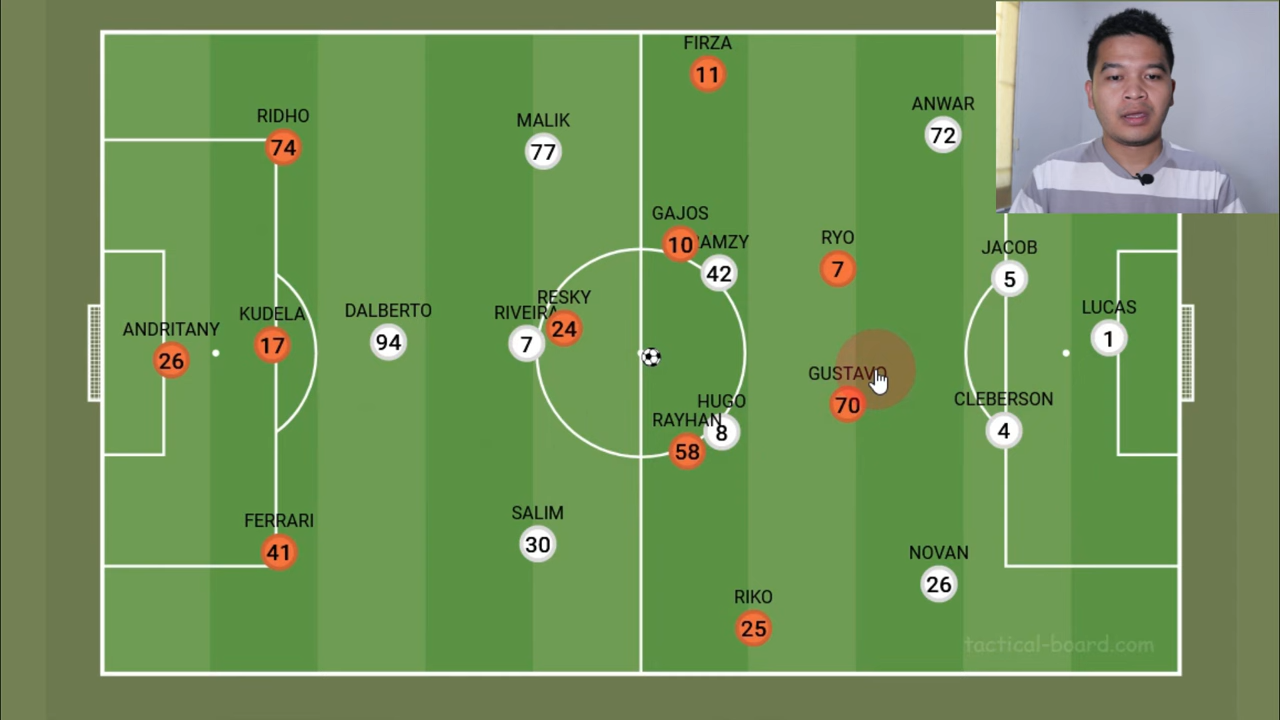 FIRZA
11
RIDHO
74
MALIK
77
ANWAR
72
GAJOS
10
AMZY
42
RYO
7
JACOB
5
ANDRITANY
26
KUDELA
17
DALBERTO
94
RIVEIRA
7
RESKY
24
LUCAS
1
GUSTAVO
70
HUGO
8
RAYHAN
58
CLEBERSON
4
FERRARI
41
SALIM
30
NOVAN
26
RIKO
25
tactical-board.com